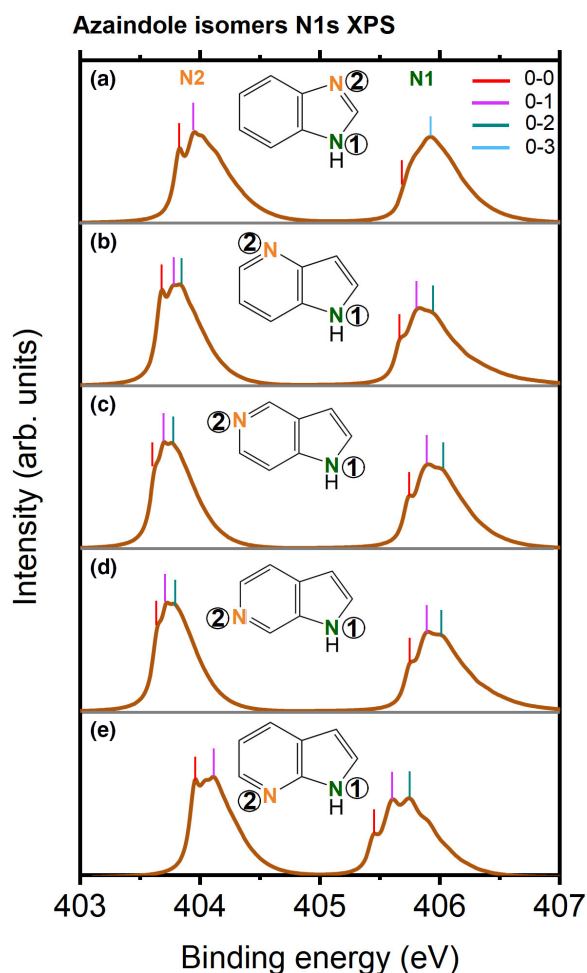 Azaindole isomers N1s XPS
(a)
N2
N1
0-0
0-1
0-2
0-3
N
②
N
①
H
(b)
②
N
N
①
H
(c)
②
N
N
①
H
(d)
②
N
N
①
H
(e)
②
N
N
①
H
Intensity (arb. units)
403 404 405 406 407
Binding energy (eV)